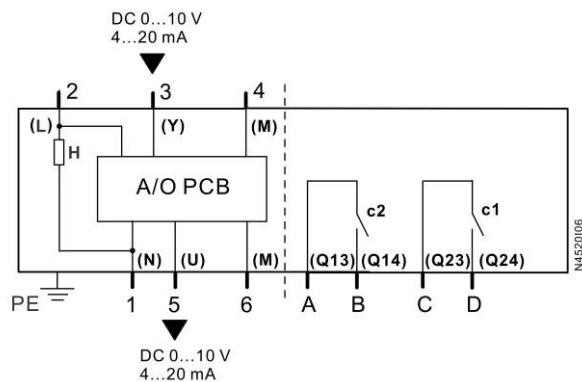 DC 0...10 V
4...20 mA
2 3 4
(L) (Y) (M)
H
A/O PCB
c2 c1
(N) (U) (M) (Q13) (Q14) (Q23) (Q24)
PE 1 5 6 A B C D
DC 0...10 V
4...20 mA
N4520I06